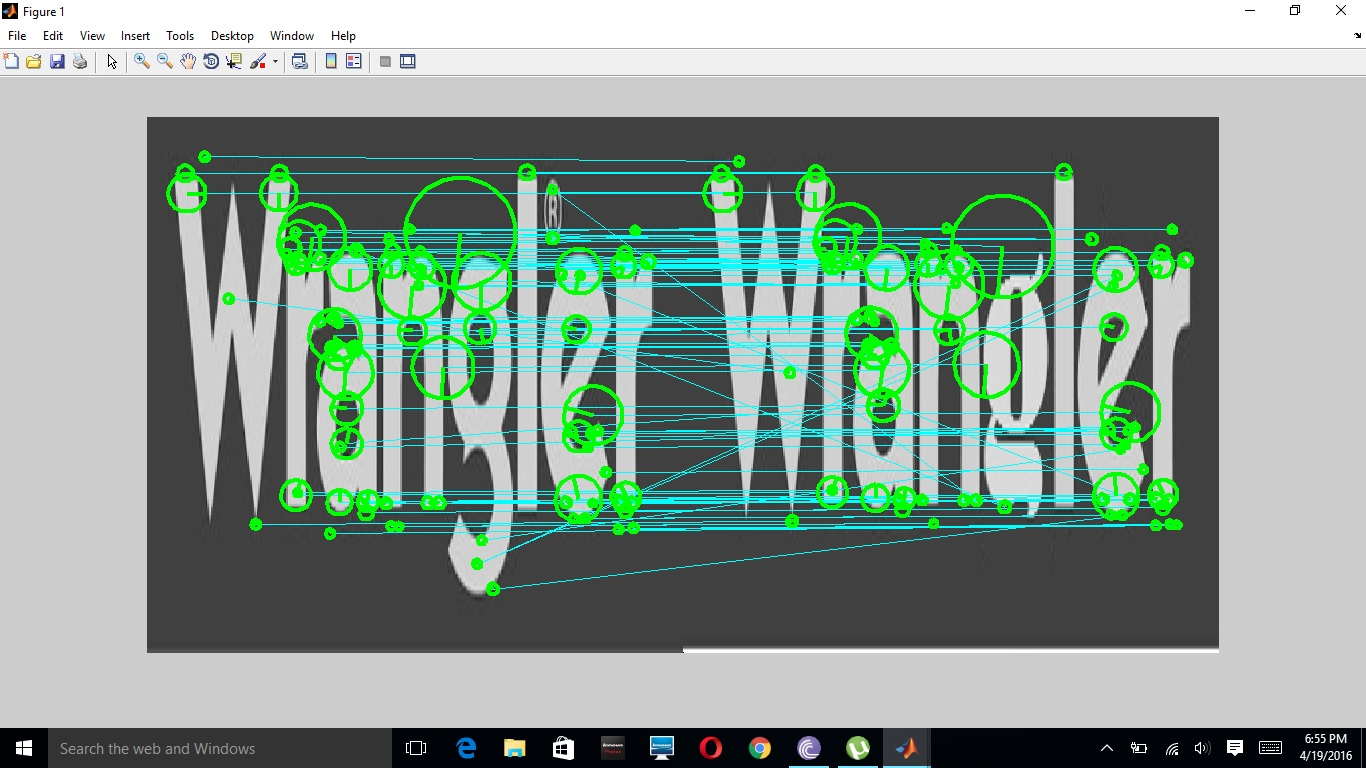 Figure 1
File Edit View Insert Tools Desktop Window Help
Wrangler® Wrangler
Search the web and Windows
6:55 PM
4/19/2016